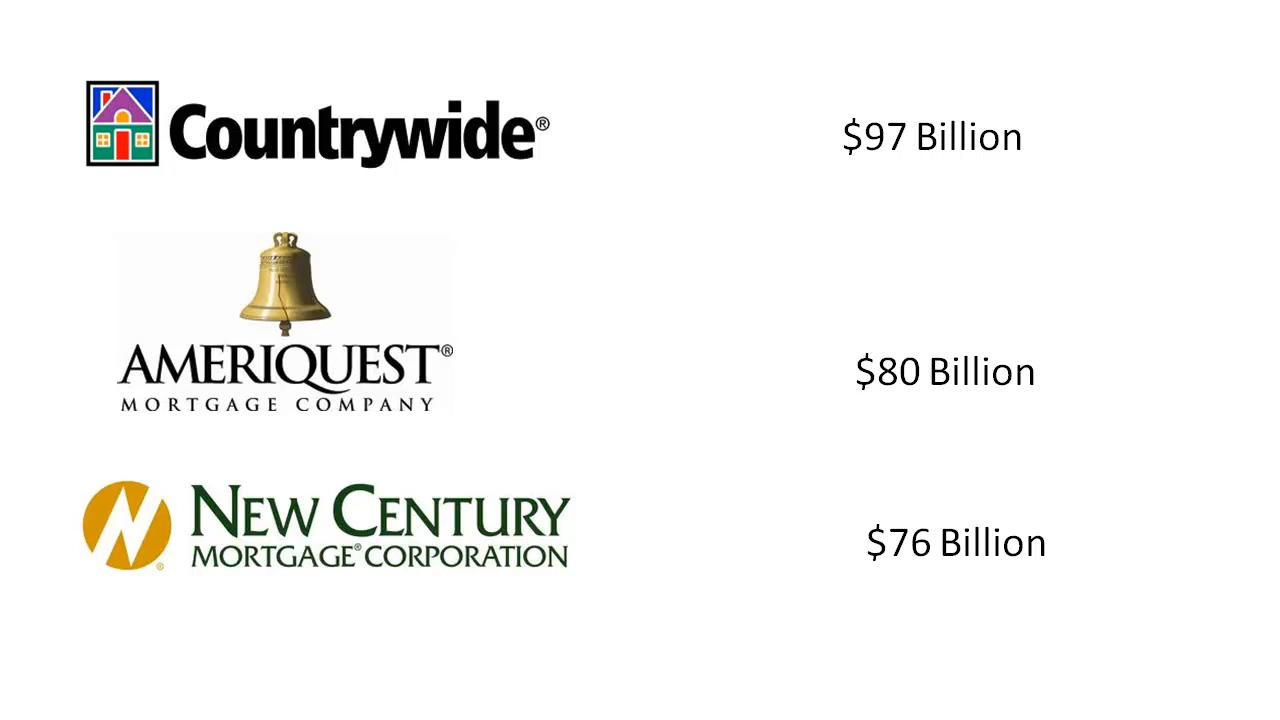 Countrywide®
$97 Billion
AMERIQUEST®
MORTGAGE COMPANY
$80 Billion
NEW CENTURY
MORTGAGE® CORPORATION
®
$76 Billion